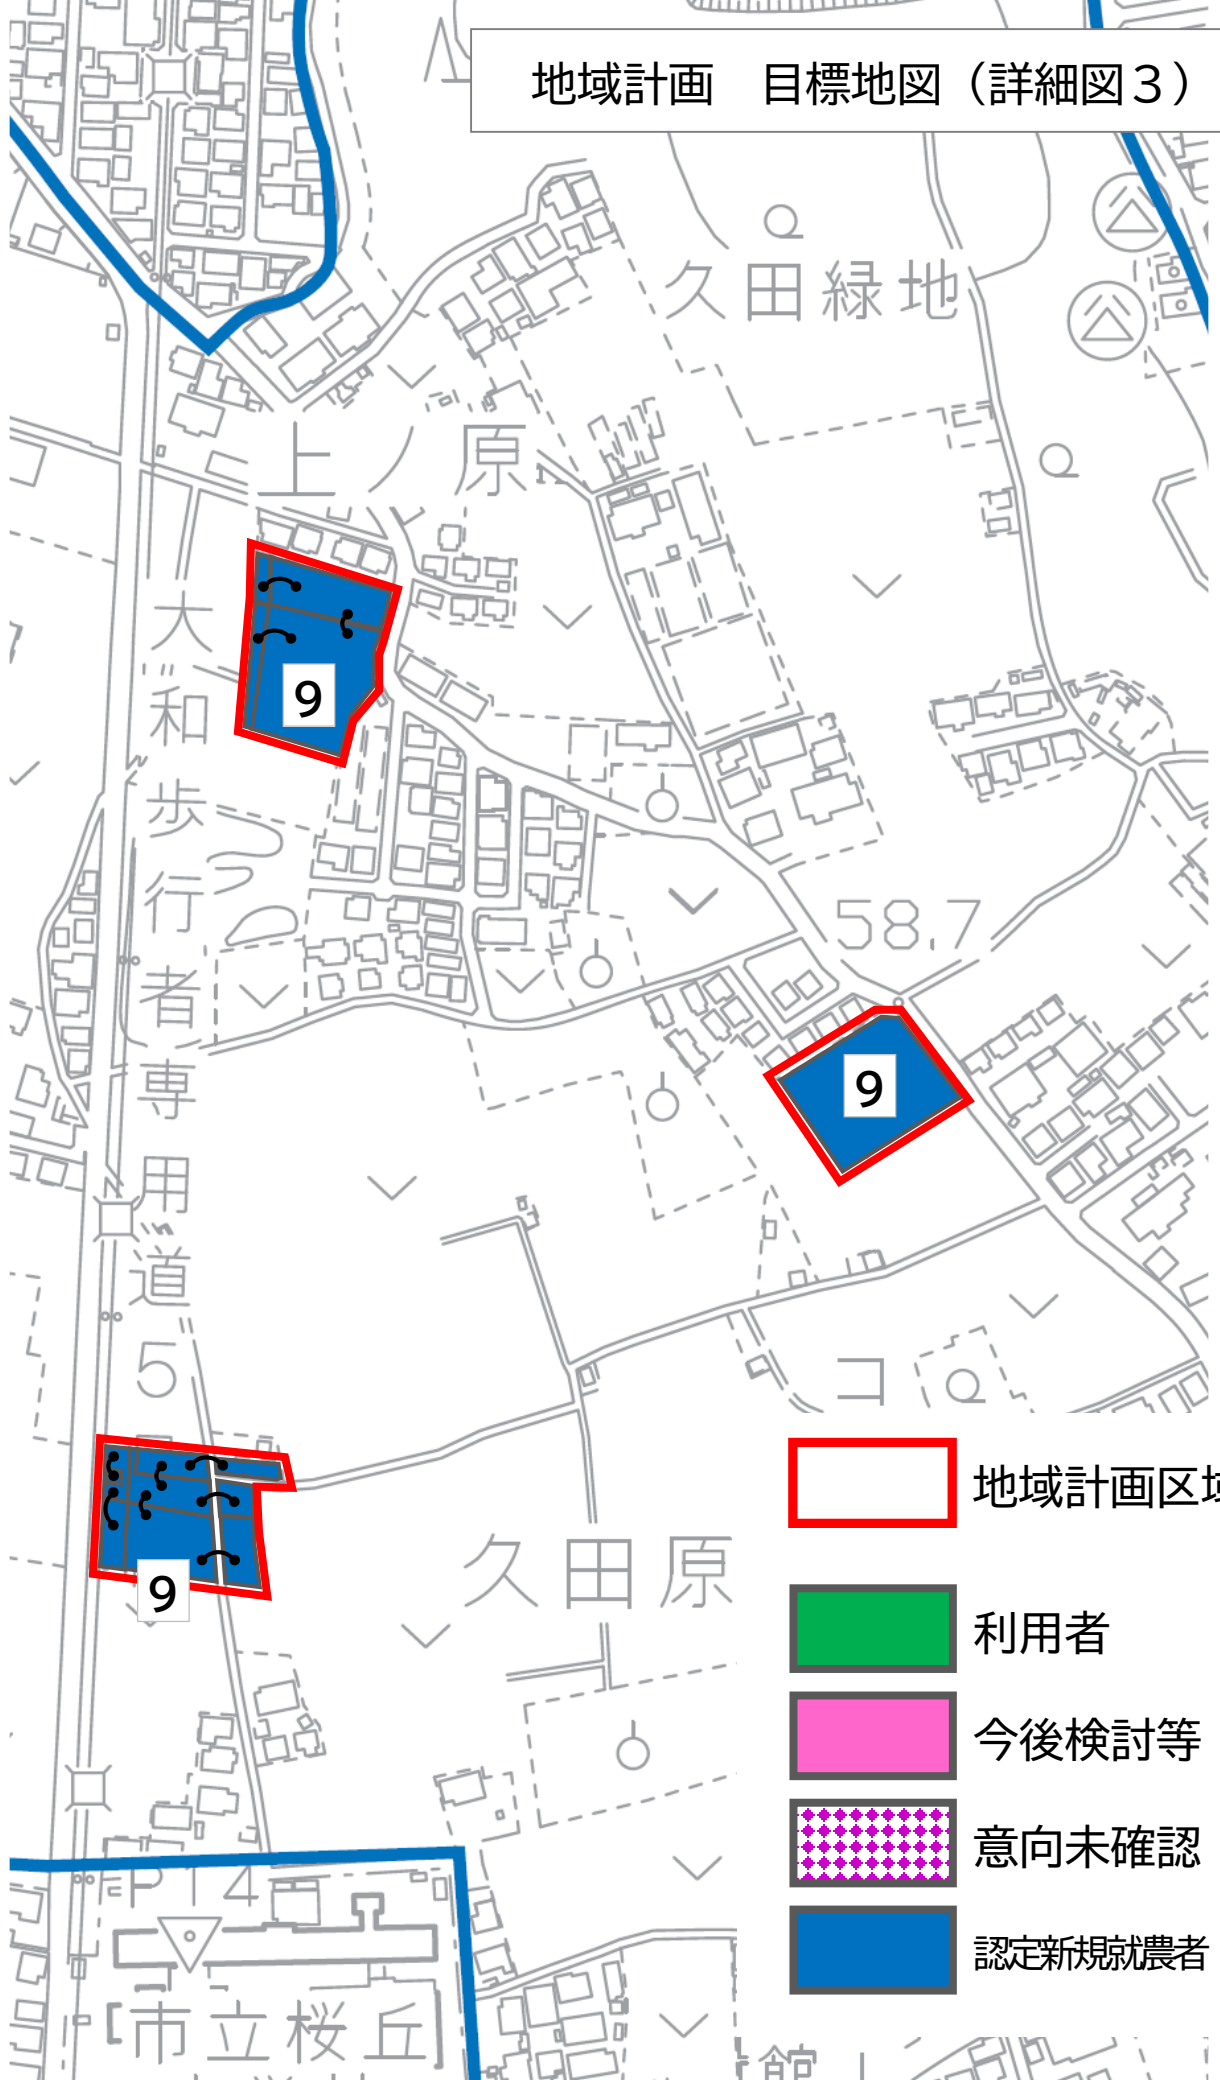 地域計画　目標地図（詳細図３）
久田緑地
上ノ原
大和歩行者専用道5
9
58.7
9
コ
9
久田原
地域計画区域
利用者
今後検討等
意向未確認
認定新規就農者
P14
市立桜丘
館